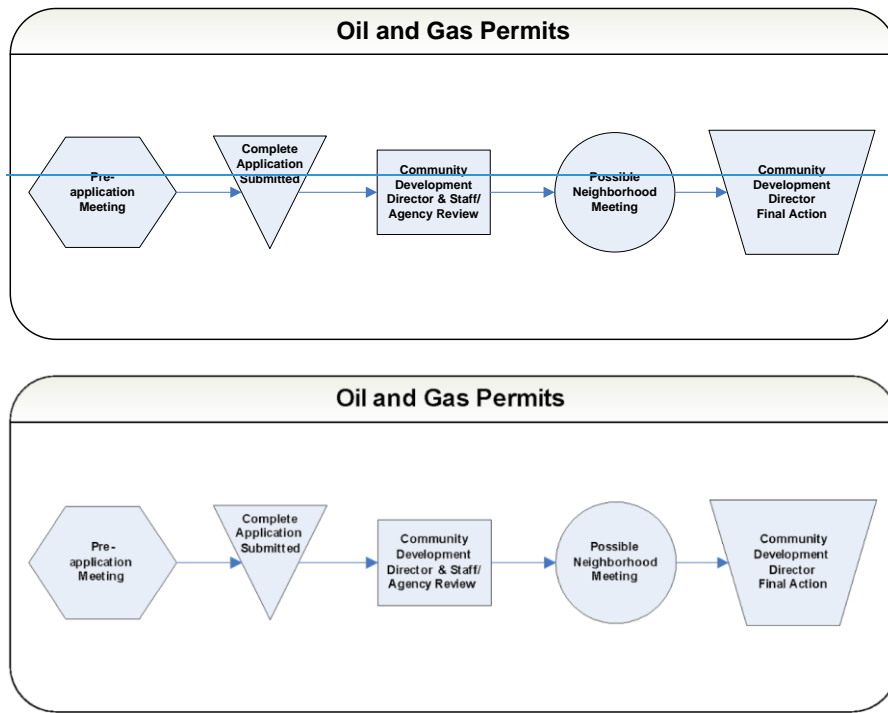 Oil and Gas Permits
Pre-
application
Meeting
Complete
Application
Submitted
Community
Development
Director & Staff/
Agency Review
Possible
Neighborhood
Meeting
Community
Development
Director
Final Action
Oil and Gas Permits
Pre-
application
Meeting
Complete
Application
Submitted
Community
Development
Director & Staff/
Agency Review
Possible
Neighborhood
Meeting
Community
Development
Director
Final Action